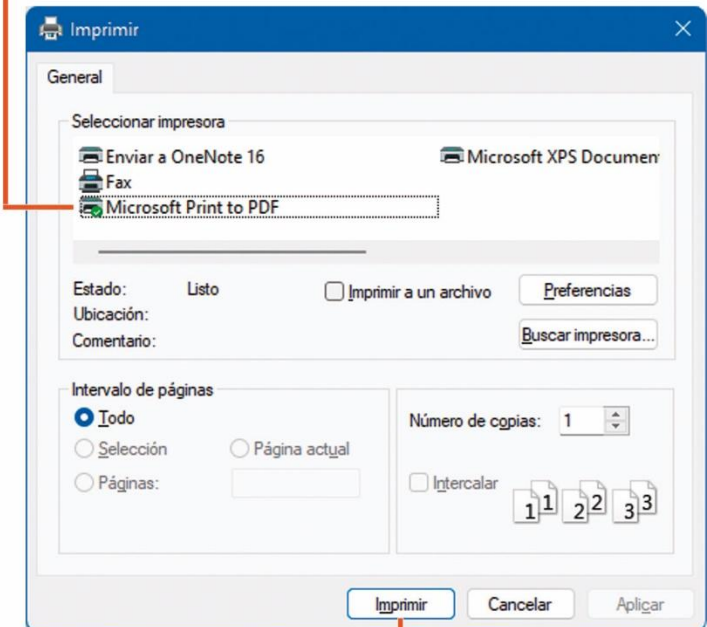 Imprimir
General
Seleccionar impresora
Enviar a OneNote 16 Microsoft XPS Documen
Fax
Microsoft Print to PDF
Estado: Listo Imprimir a un archivo Preferencias
Ubicación:
Comentario: Buscar impresora...
Intervalo de páginas
Todo Número de copias: 1
Selección Página actual
Páginas: Intercalar
1 1 2 2 3 3
Imprimir Cancelar Aplicar